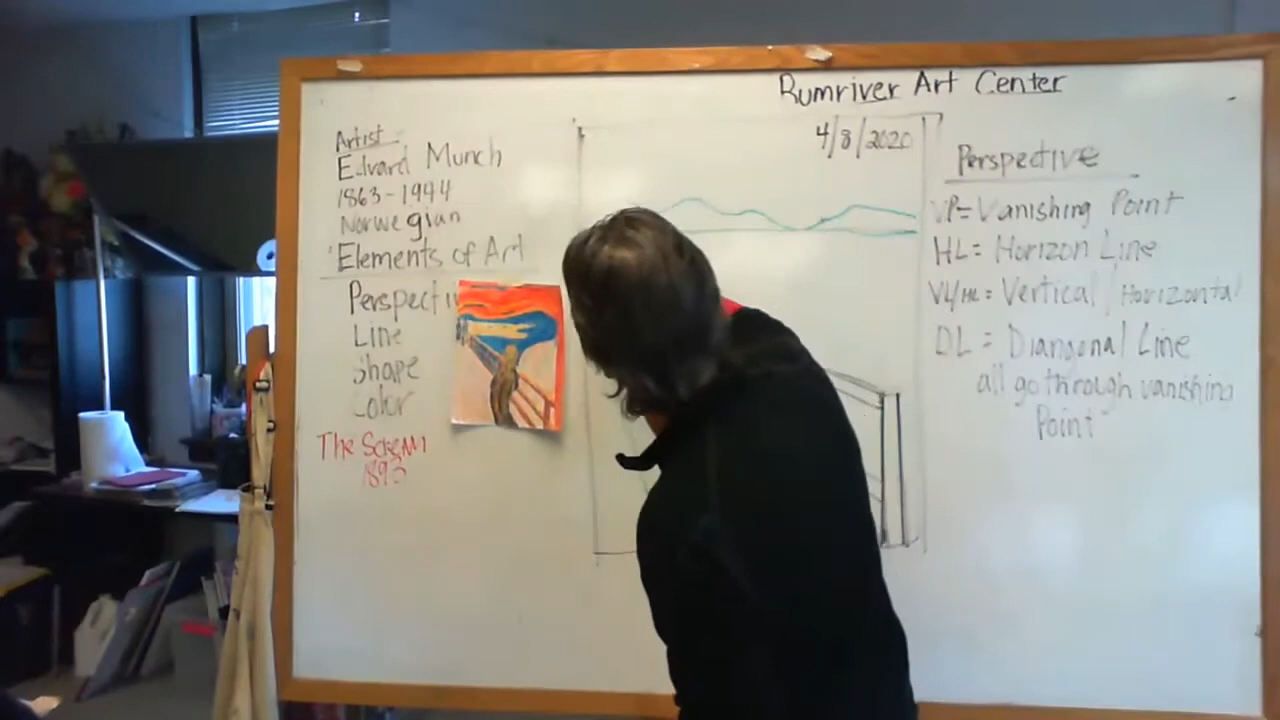 Rumriver Art Center
4/8/2020
Artist
Edvard Munch
1863-1944
Norwegian
Elements of Art
Perspecti
Line
Shape
Color
The Scream
1893
Perspective
VP= Vanishing Point
HL= Horizon Line
VL/HL= Vertical/Horizontal
DL= Diangonal Line
all go through vanishing
Point